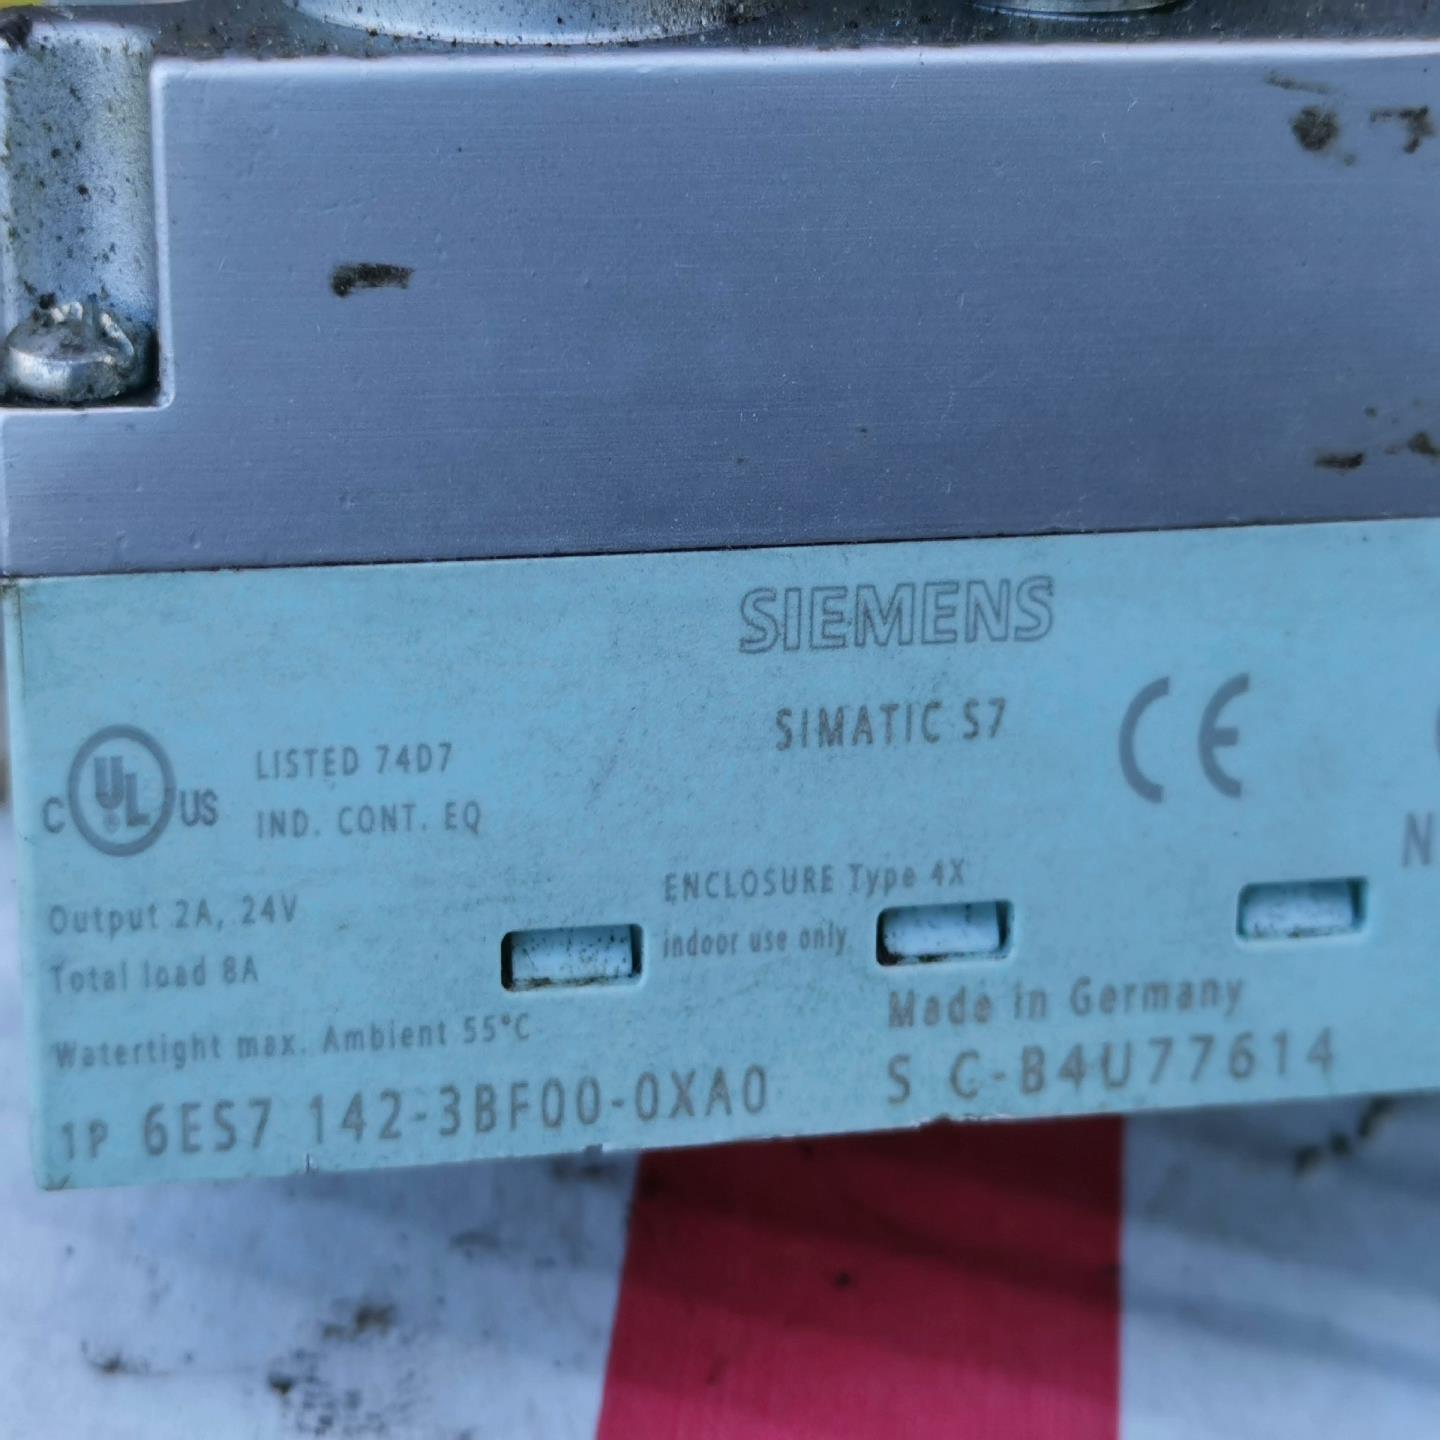 SIEMENS
SIMATIC S7
CE
C UL US
LISTED 74D7
IND. CONT. EQ
N
Output 2A, 24V
Total load 8A
ENCLOSURE Type 4X
indoor use only
Watertight max. Ambient 55°C
Made in Germany
1P 6ES7 142-3BF00-0XA0
S C-B4U77614